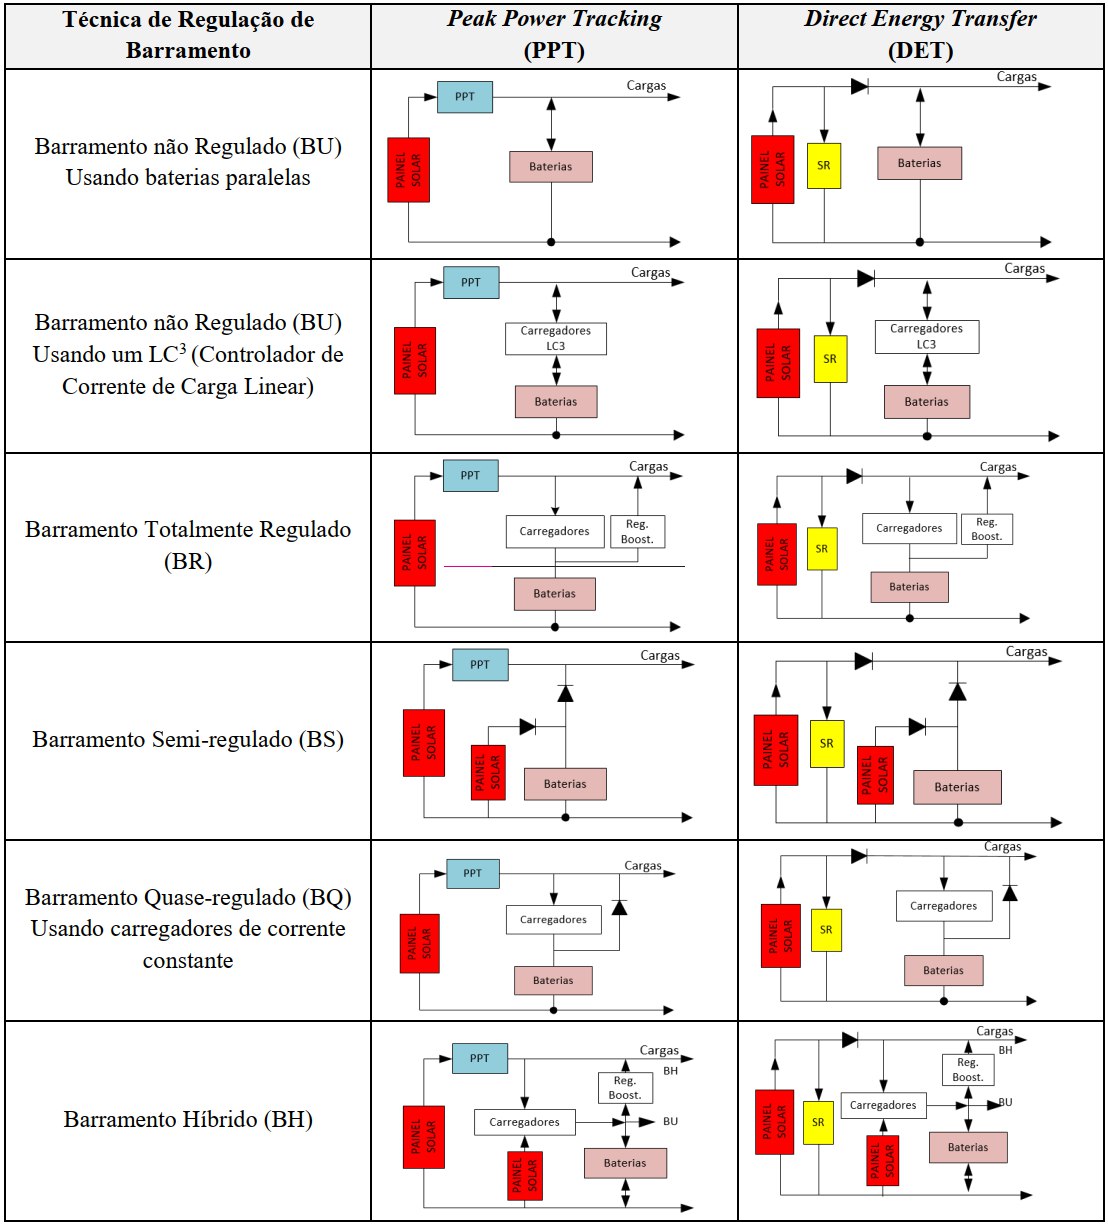 Técnica de Regulação de
Barramento
Peak Power Tracking
(PPT)
Direct Energy Transfer
(DET)
Barramento não Regulado (BU)
Usando baterias paralelas
PPT
Cargas
PAINEL
SOLAR
Baterias
Cargas
PAINEL
SOLAR
SR
Baterias
Barramento não Regulado (BU)
Usando um LC³ (Controlador de
Corrente de Carga Linear)
PPT
Cargas
PAINEL
SOLAR
Carregadores
LC3
Baterias
Cargas
PAINEL
SOLAR
SR
Carregadores
LC3
Baterias
Barramento Totalmente Regulado
(BR)
PPT
Cargas
PAINEL
SOLAR
Carregadores
Reg.
Boost.
Baterias
Cargas
PAINEL
SOLAR
SR
Carregadores
Reg.
Boost.
Baterias
Barramento Semi-regulado (BS)
PPT
Cargas
PAINEL
SOLAR
PAINEL
SOLAR
Baterias
Cargas
PAINEL
SOLAR
SR
PAINEL
SOLAR
Baterias
Barramento Quase-regulado (BQ)
Usando carregadores de corrente
constante
PPT
Cargas
PAINEL
SOLAR
Carregadores
Baterias
Cargas
PAINEL
SOLAR
SR
Carregadores
Baterias
Barramento Híbrido (BH)
PPT
Cargas
BH
Reg.
Boost.
PAINEL
SOLAR
Carregadores
BU
PAINEL
SOLAR
Baterias
Cargas
BH
Reg.
Boost.
PAINEL
SOLAR
SR
Carregadores
BU
PAINEL
SOLAR
Baterias